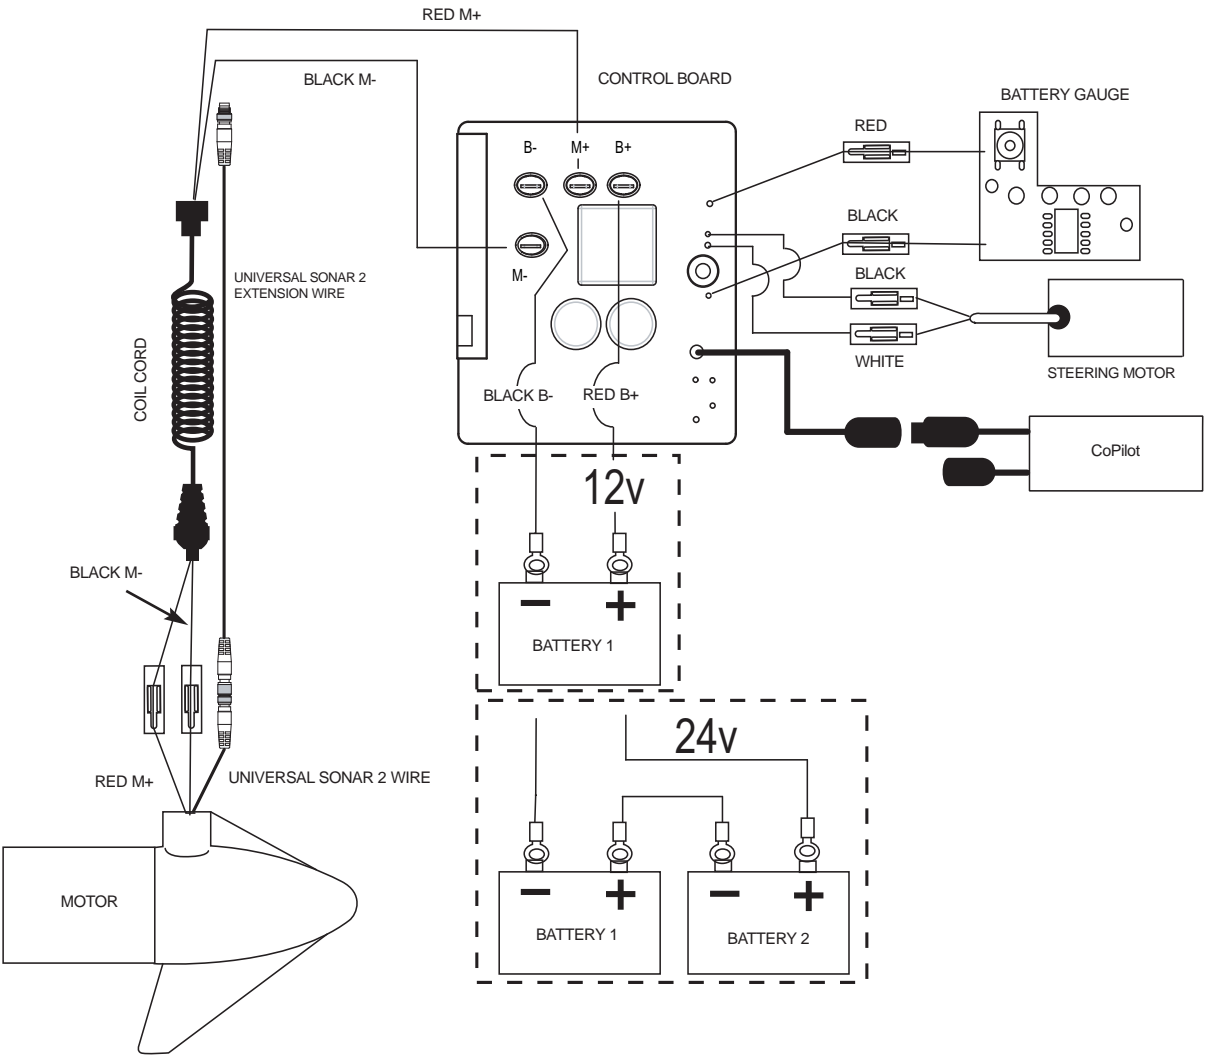 RED M+
BLACK M-
CONTROL BOARD
BATTERY GAUGE
RED
B-
M+
B+
BLACK
M-
UNIVERSAL SONAR 2
EXTENSION WIRE
BLACK
COIL CORD
WHITE
STEERING MOTOR
BLACK B-
RED B+
CoPilot
12v
BLACK M-
BATTERY 1
24v
RED M+
UNIVERSAL SONAR 2 WIRE
MOTOR
BATTERY 1
BATTERY 2